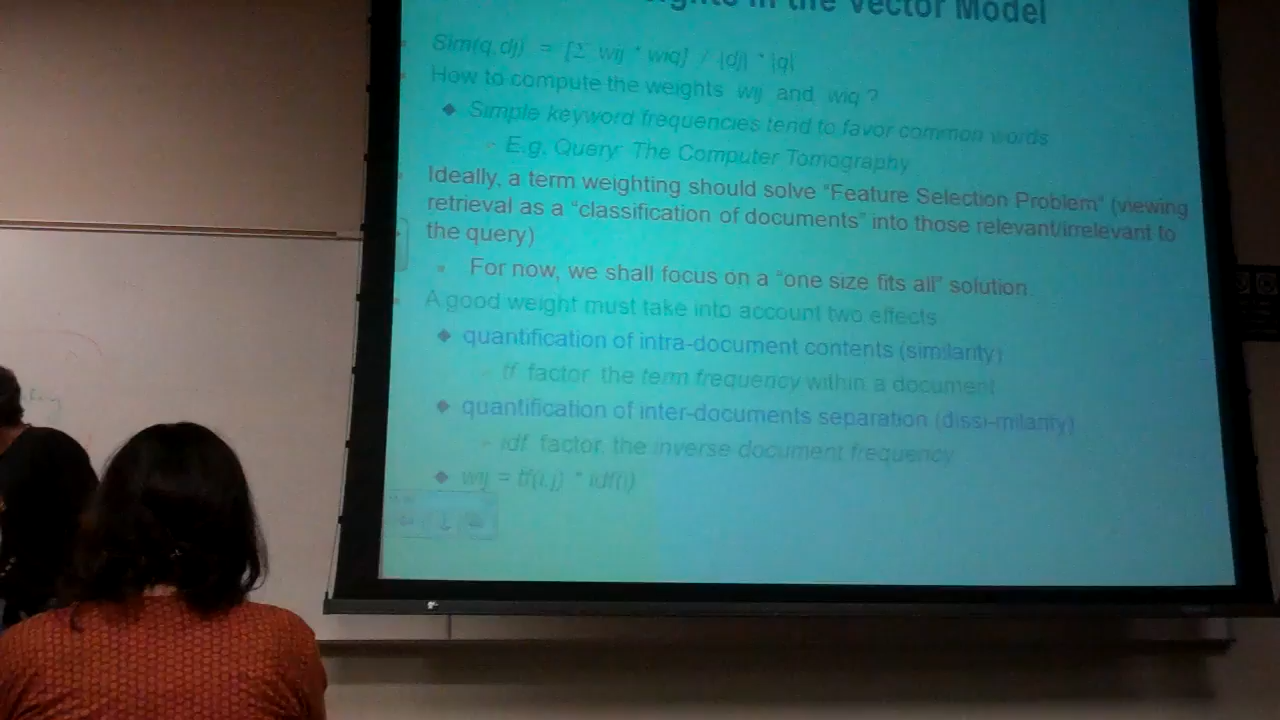 in the Vector Model
Sim(q,dj) = [Σ wij * wiq] / |dj| * |q|
How to compute the weights wij and wiq ?
◆ Simple keyword frequencies tend to favor common words
- E.g. Query: The Computer Tomography
Ideally, a term weighting should solve "Feature Selection Problem" (viewing
retrieval as a "classification of documents" into those relevant/irrelevant to
the query)
For now, we shall focus on a "one size fits all" solution
A good weight must take into account two effects
◆ quantification of intra-document contents (similarity)
- tf factor, the term frequency within a document
◆ quantification of inter-documents separation (dissi-milarity)
- idf factor, the inverse document frequency
◆ wij = tf(i,j) * idf(i)